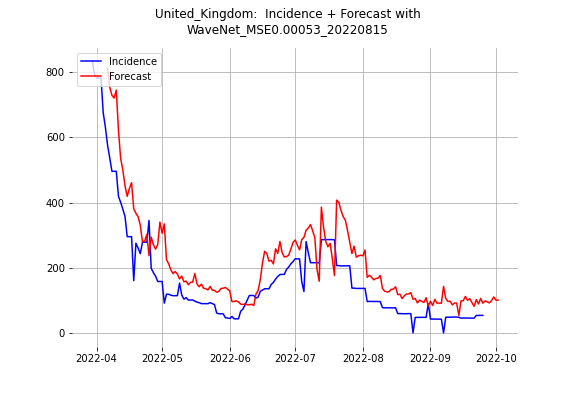 United_Kingdom:  Incidence + Forecast with
WaveNet_MSE0.00053_20220815
Incidence
Forecast
800
600
400
200
0
2022-04 2022-05 2022-06 2022-07 2022-08 2022-09 2022-10